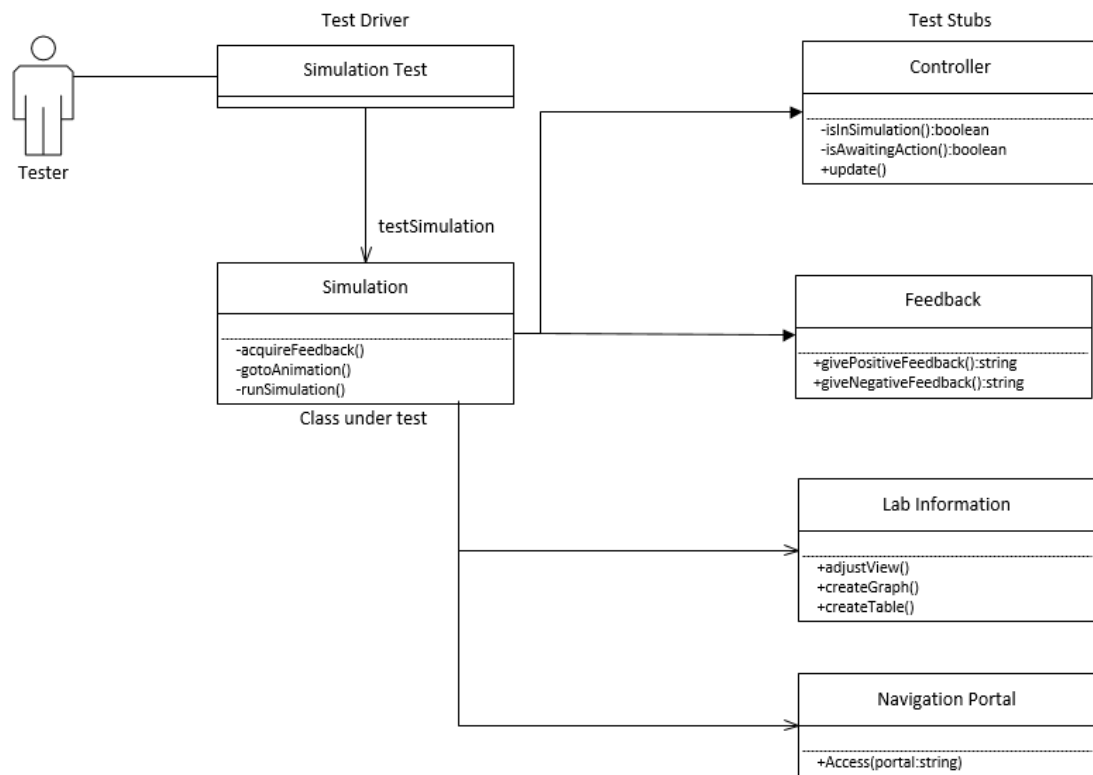 Test Driver
Test Stubs
Simulation Test
Controller
-isInSimulation():boolean
-isAwaitingAction():boolean
+update()
Tester
testSimulation
Simulation
-acquireFeedback()
-gotoAnimation()
-runSimulation()
Class under test
Feedback
+givePositiveFeedback():string
+giveNegativeFeedback():string
Lab Information
+adjustView()
+createGraph()
+createTable()
Navigation Portal
+Access(portal:string)